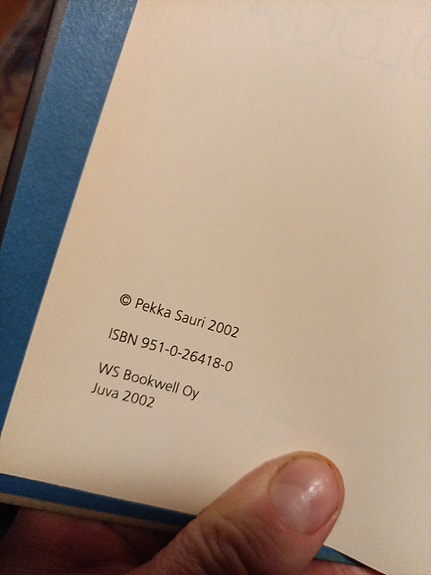 © Pekka Sauri 2002
ISBN 951-0-26418-0
WS Bookwell Oy
Juva 2002